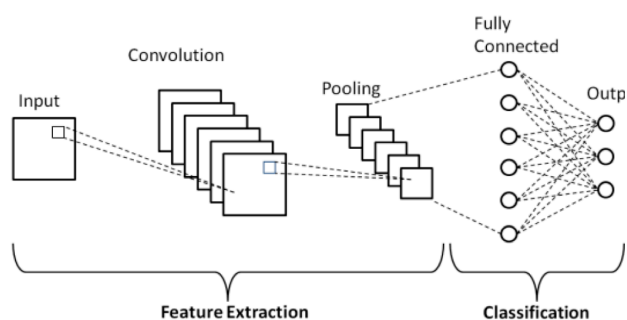 Input
Convolution
Pooling
Fully
Connected
Outp
Feature Extraction
Classification